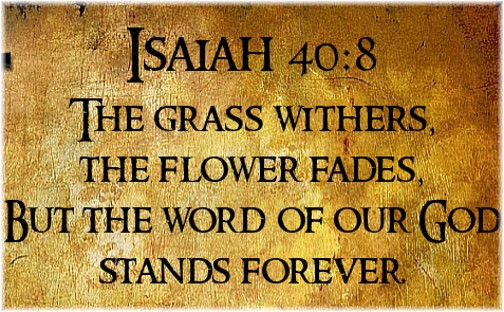 Isaiah 40:8
The grass withers,
the flower fades,
But the word of our God
stands forever.